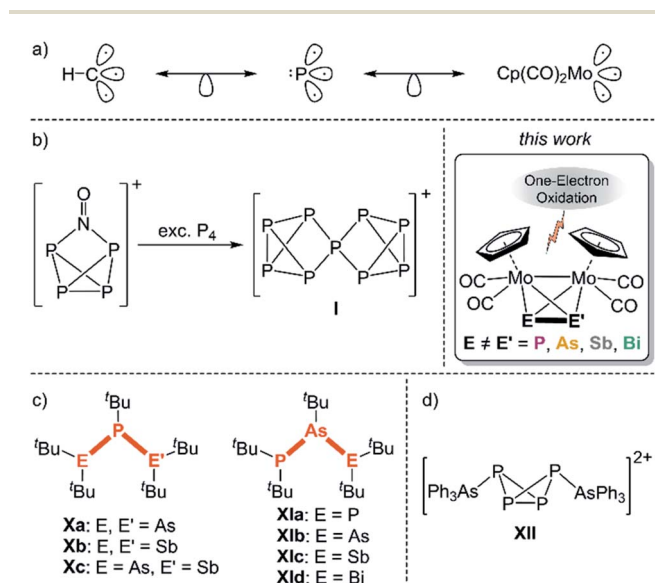 a)
H–C ⟷ :P ⟷ Cp(CO)₂Mo
b)
this work
[O
N
P P
P P]⁺
exc. P₄
[P P P P
P
P P P P]⁺
I
One-Electron
Oxidation
OC Mo Mo CO
OC CO
E E'
E ≠ E' = P, As, Sb, Bi
c)
ᵗBu
ᵗBu P ᵗBu
E E'
ᵗBu ᵗBu
Xa: E, E' = As
Xb: E, E' = Sb
Xc: E = As, E' = Sb
ᵗBu
ᵗBu As ᵗBu
P E
ᵗBu ᵗBu
XIa: E = P
XIb: E = As
XIc: E = Sb
XId: E = Bi
d)
[P P
Ph₃As P P AsPh₃]²⁺
XII